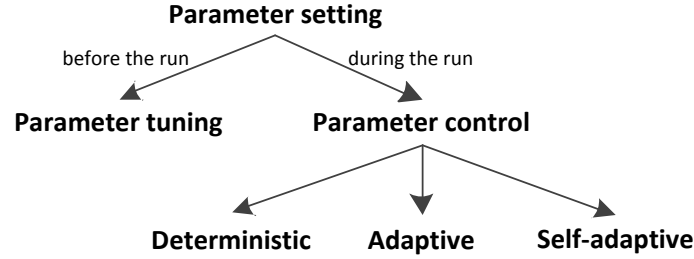 Parameter setting
before the run
during the run
Parameter tuning
Parameter control
Deterministic
Adaptive
Self-adaptive